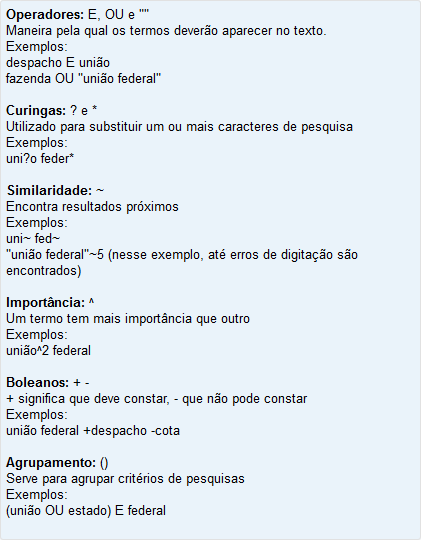 Operadores: E, OU e ""
Maneira pela qual os termos deverão aparecer no texto.
Exemplos:
despacho E união
fazenda OU "união federal"
Curingas: ? e *
Utilizado para substituir um ou mais caracteres de pesquisa
Exemplos:
uni?o feder*
Similaridade: ~
Encontra resultados próximos
Exemplos:
uni~ fed~
"união federal"~5 (nesse exemplo, até erros de digitação são
encontrados)
Importância: ^
Um termo tem mais importância que outro
Exemplos:
união^2 federal
Boleanos: + -
+ significa que deve constar, - que não pode constar
Exemplos:
união federal +despacho -cota
Agrupamento: ()
Serve para agrupar critérios de pesquisas
Exemplos:
(união OU estado) E federal